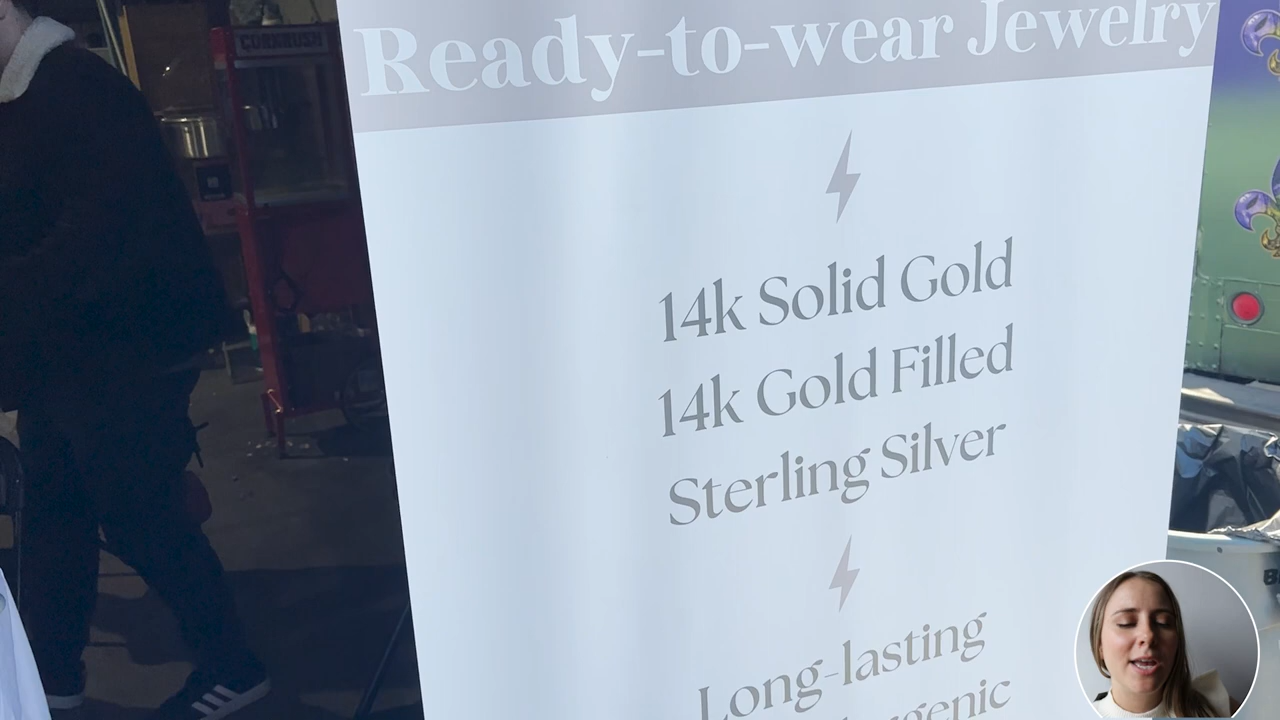 Ready-to-wear Jewelry
14k Solid Gold
14k Gold Filled
Sterling Silver
Long-lasting